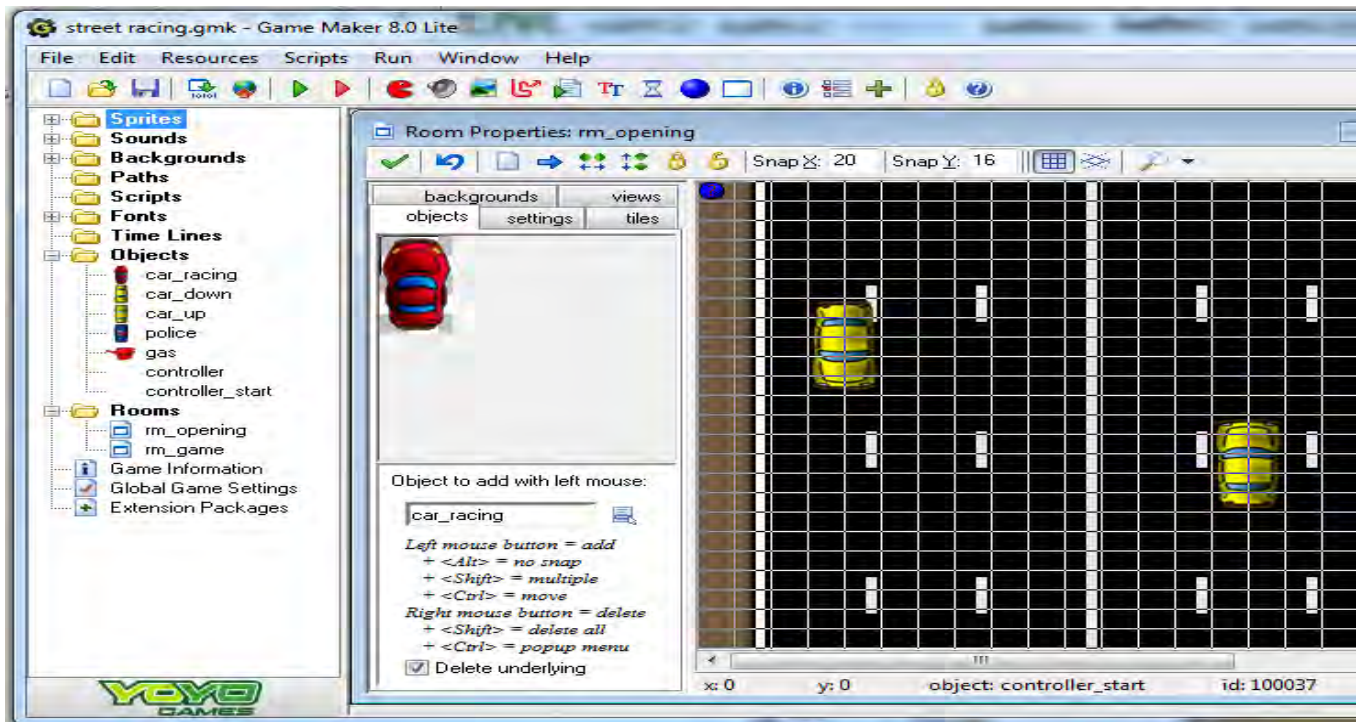 street racing.gmk - Game Maker 8.0 Lite
File Edit Resources Scripts Run Window Help
Sprites
Sounds
Backgrounds
Paths
Scripts
Fonts
Time Lines
Objects
car_racing
car_down
car_up
police
gas
controller
controller_start
Rooms
rm_opening
rm_game
Game Information
Global Game Settings
Extension Packages
YOYO
GAMES
Room Properties: rm_opening
Snap X: 20 Snap Y: 16
backgrounds views
objects settings tiles
Object to add with left mouse:
car_racing
Left mouse button = add
+ <Alt> = no snap
+ <Shift> = multiple
+ <Ctrl> = move
Right mouse button = delete
+ <Shift> = delete all
+ <Ctrl> = popup menu
Delete underlying
x: 0 y: 0 object: controller_start id: 100037